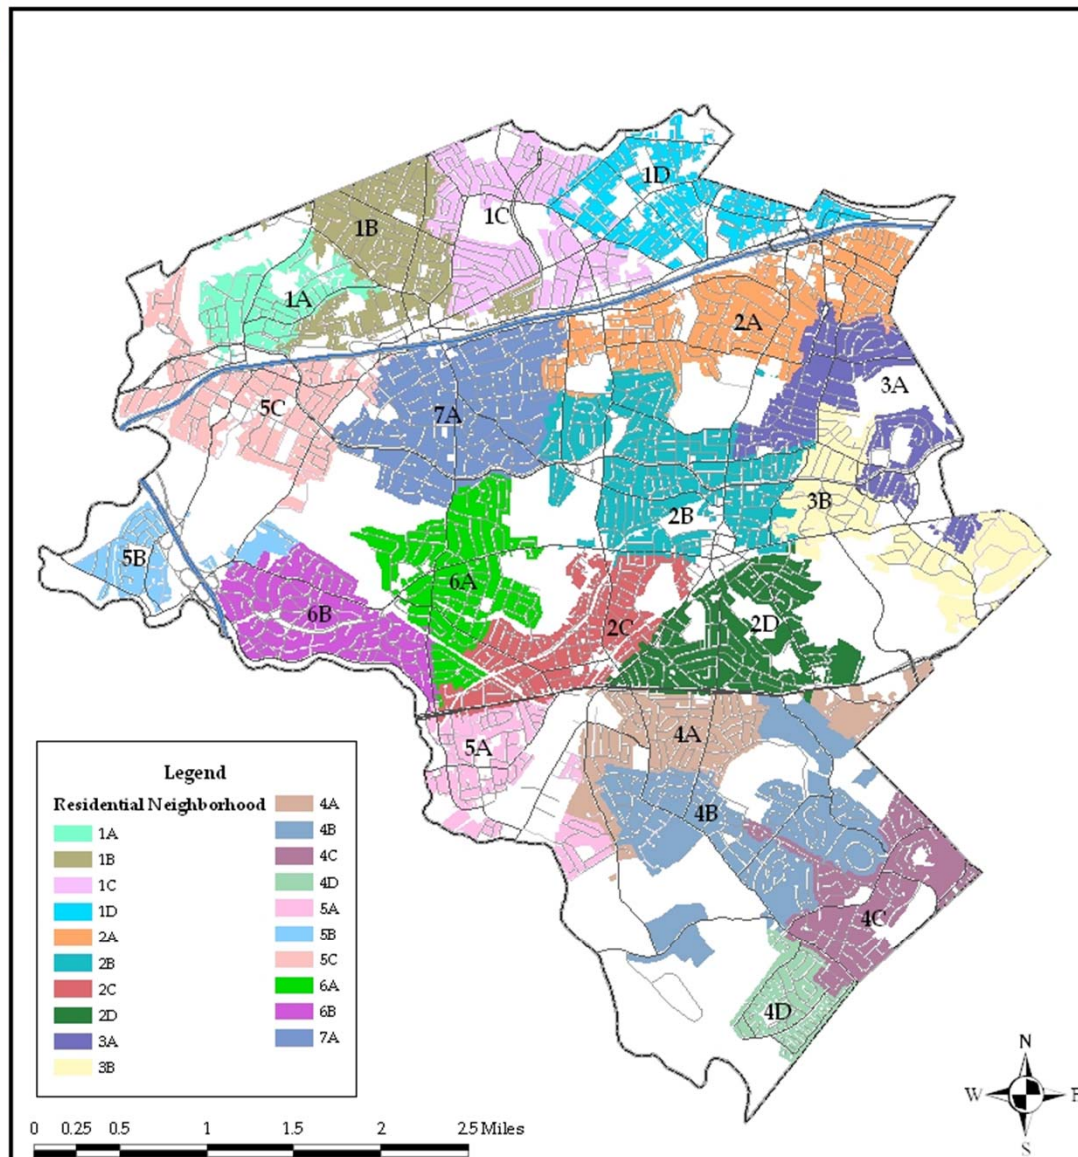 1D
1C
1B
1A
2A
3A
5C
7A
3B
2B
5B
6A
6B
2C
2D
4A
5A
4B
4C
4D
Legend
Residential Neighborhood
1A
1B
1C
1D
2A
2B
2C
2D
3A
3B
4A
4B
4C
4D
5A
5B
5C
6A
6B
7A
N
W
S
0 0.25 0.5 1 1.5 2 2.5 Miles